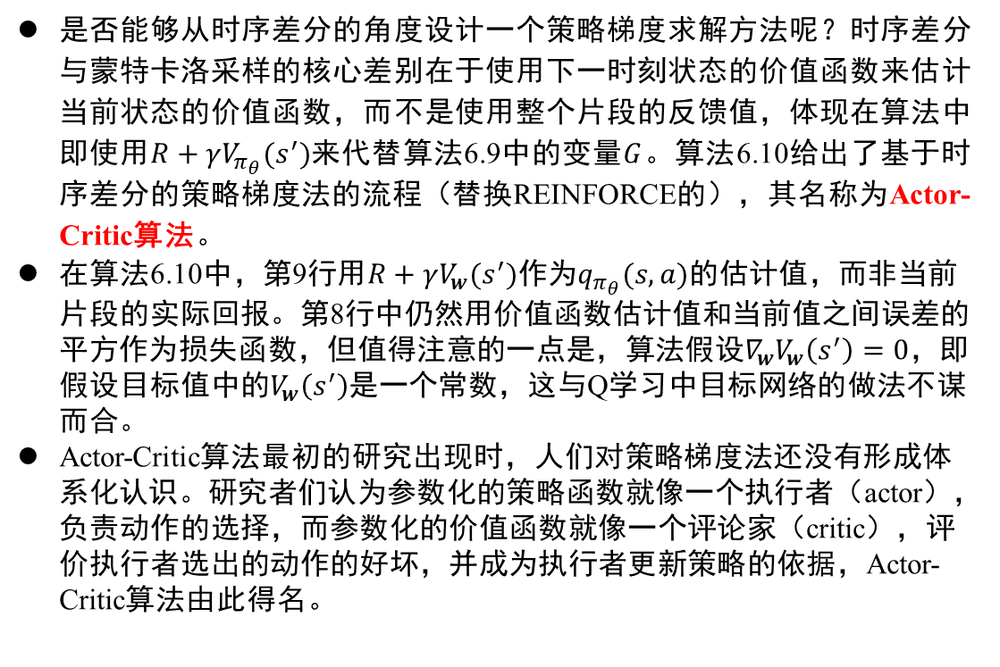 ● 是否能够从时序差分的角度设计一个策略梯度求解方法呢？时序差分
与蒙特卡洛采样的核心差别在于使用下一时刻状态的价值函数来估计
当前状态的价值函数，而不是使用整个片段的反馈值，体现在算法中
即使用𝑅 + 𝛾𝑉_{𝜋_𝜃}(𝑠′)来代替算法6.9中的变量𝐺。算法6.10给出了基于时
序差分的策略梯度法的流程（替换REINFORCE的），其名称为Actor-
Critic算法。
● 在算法6.10中，第9行用𝑅 + 𝛾𝑉_𝒘(𝑠′)作为𝑞_{𝜋_𝜃}(𝑠, 𝑎)的估计值，而非当前
片段的实际回报。第8行中仍然用价值函数估计值和当前值之间误差的
平方作为损失函数，但值得注意的一点是，算法假设∇_𝒘𝑉_𝒘(𝑠′) = 0，即
假设目标值中的𝑉_𝒘(𝑠′)是一个常数，这与Q学习中目标网络的做法不谋
而合。
● Actor-Critic算法最初的研究出现时，人们对策略梯度法还没有形成体
系化认识。研究者们认为参数化的策略函数就像一个执行者（actor），
负责动作的选择，而参数化的价值函数就像一个评论家（critic），评
价执行者选出的动作的好坏，并成为执行者更新策略的依据，Actor-
Critic算法由此得名。